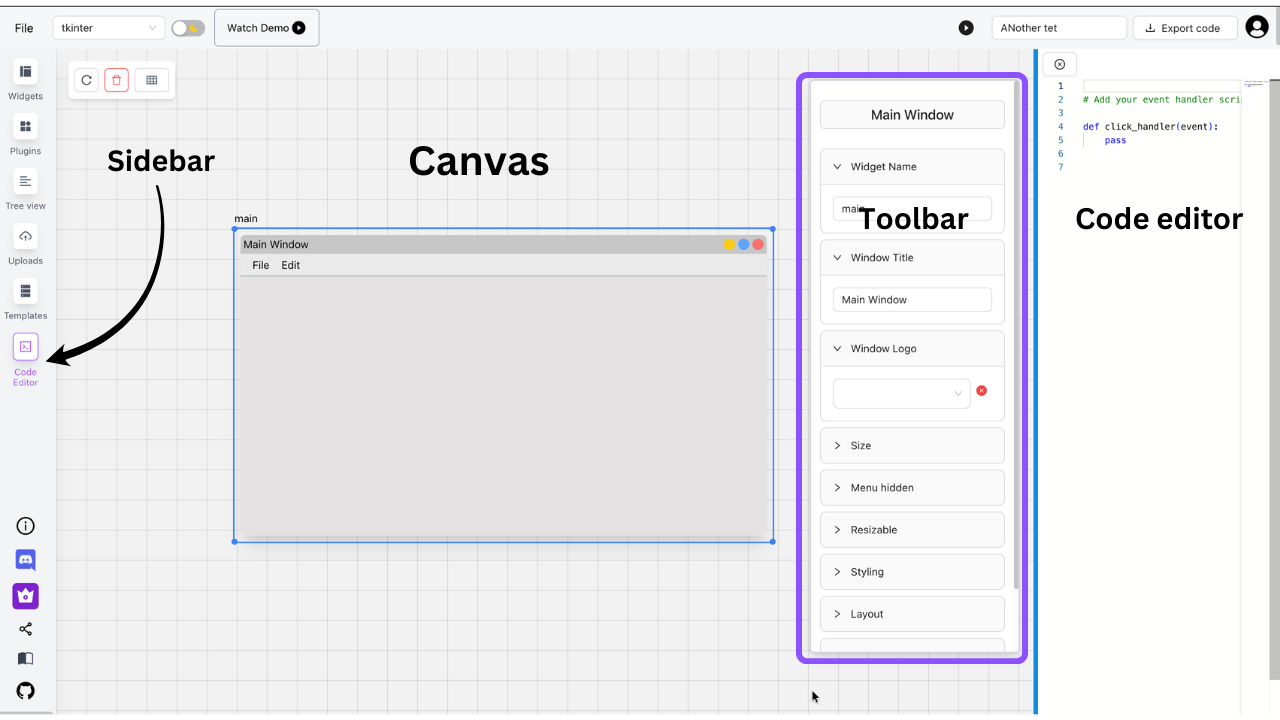 File
tkinter
Watch Demo
ANother tet
Export code
Widgets
Plugins
Tree view
Uploads
Templates
Code
Editor
Sidebar
Canvas
main
Main Window
File Edit
Main Window
Widget Name
main
Toolbar
Window Title
Main Window
Window Logo
Size
Menu hidden
Resizable
Styling
Layout
1
2 # Add your event handler scri
3
4 def click_handler(event):
5 pass
6
7
Code editor